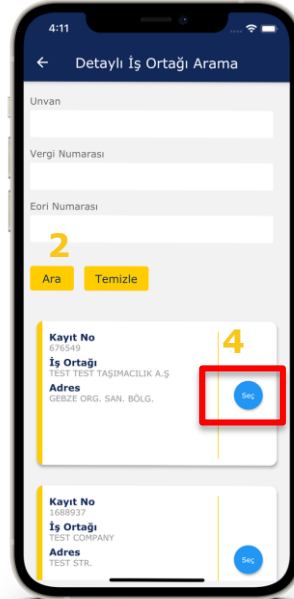 4:11
Detaylı İş Ortağı Arama
Unvan
Vergi Numarası
Eori Numarası
2
Ara Temizle
4
Kayıt No
676549
İş Ortağı
TEST TEST TAŞIMACILIK A.Ş
Adres
GEBZE ORG. SAN. BÖLG.
Seç
Kayıt No
1688937
İş Ortağı
TEST COMPANY
Adres
TEST STR.
Seç